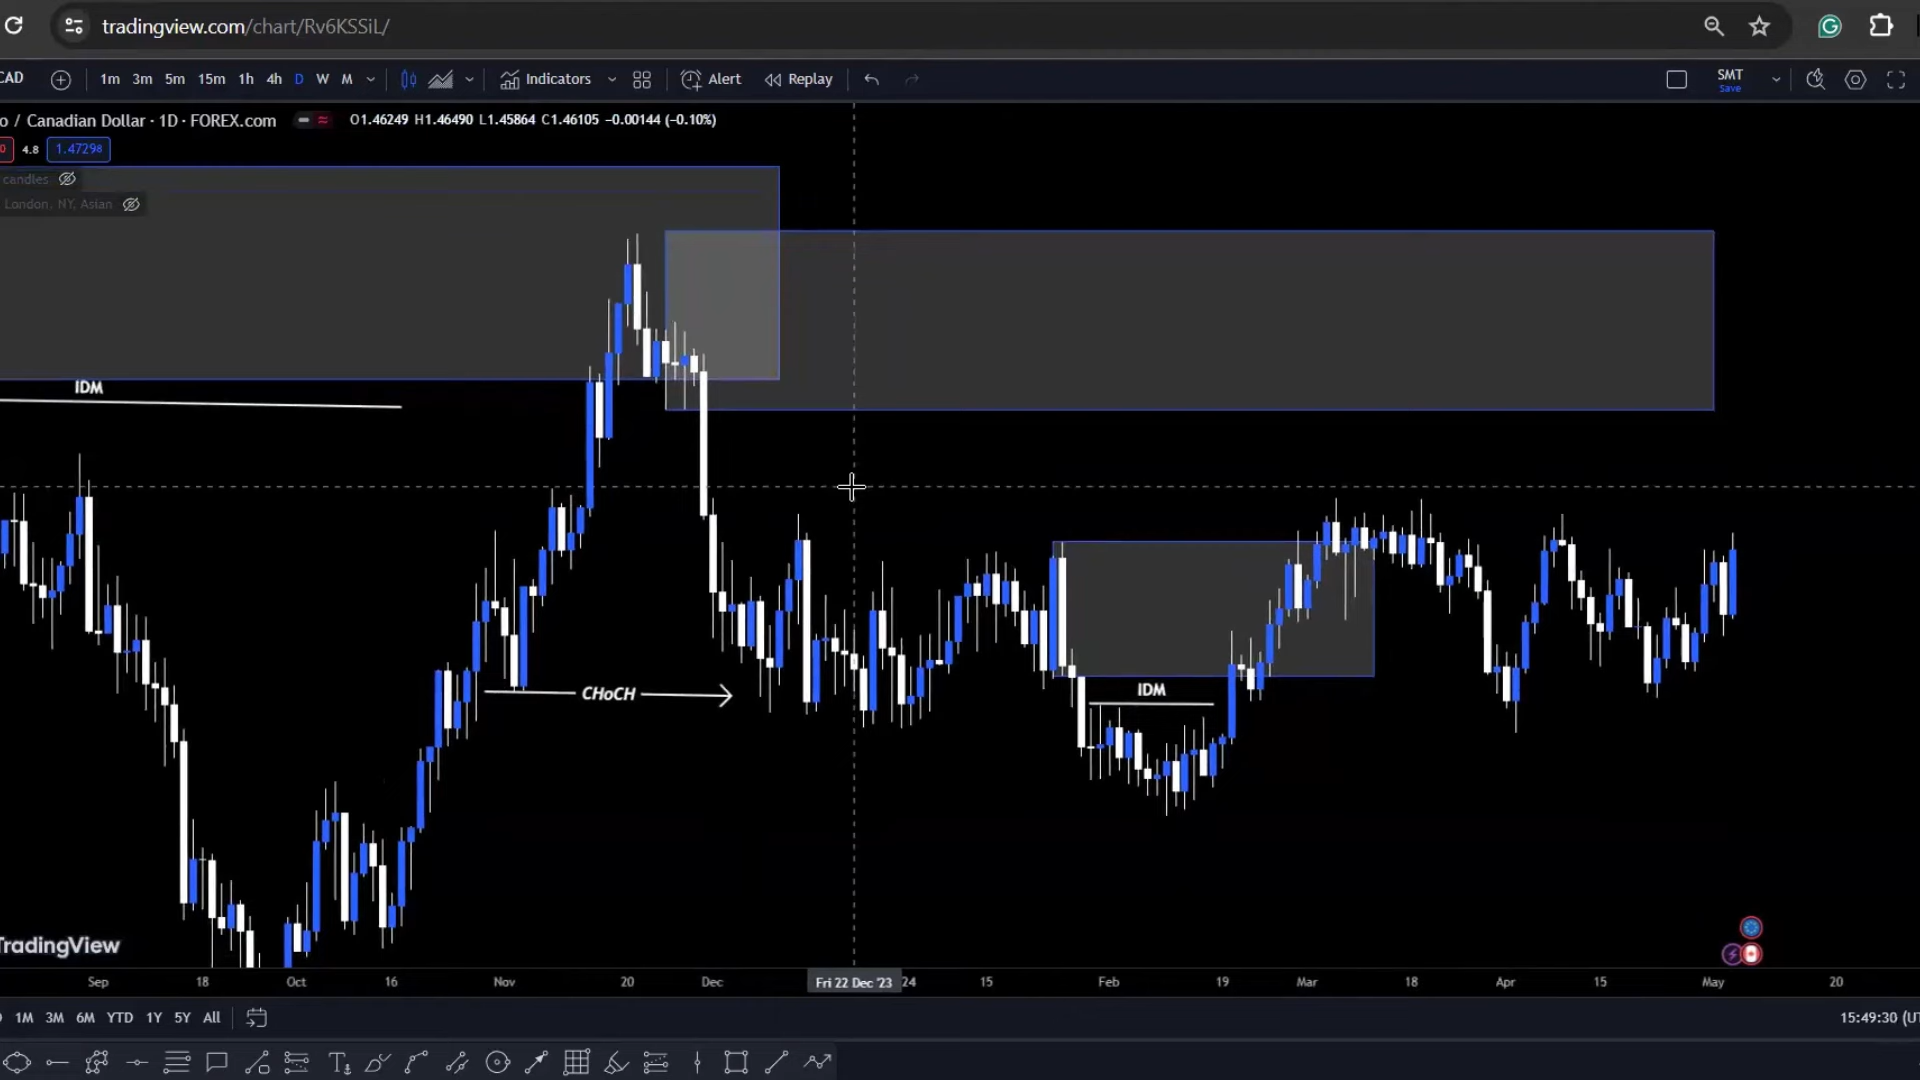 tradingview.com/chart/Rv6KSSiL/
CAD 1m 3m 5m 15m 1h 4h D W M Indicators Alert Replay SMT
Save
o / Canadian Dollar · 1D · FOREX.com O1.46249 H1.46490 L1.45864 C1.46105 −0.00144 (−0.10%)
0 4.8 1.47298
candles
London, NY, Asian
IDM
CHoCH
IDM
TradingView
Sep 18 Oct 16 Nov 20 Dec Fri 22 Dec '23 24 15 Feb 19 Mar 18 Apr 15 May 20
1M 3M 6M YTD 1Y 5Y All 15:49:30 (UT